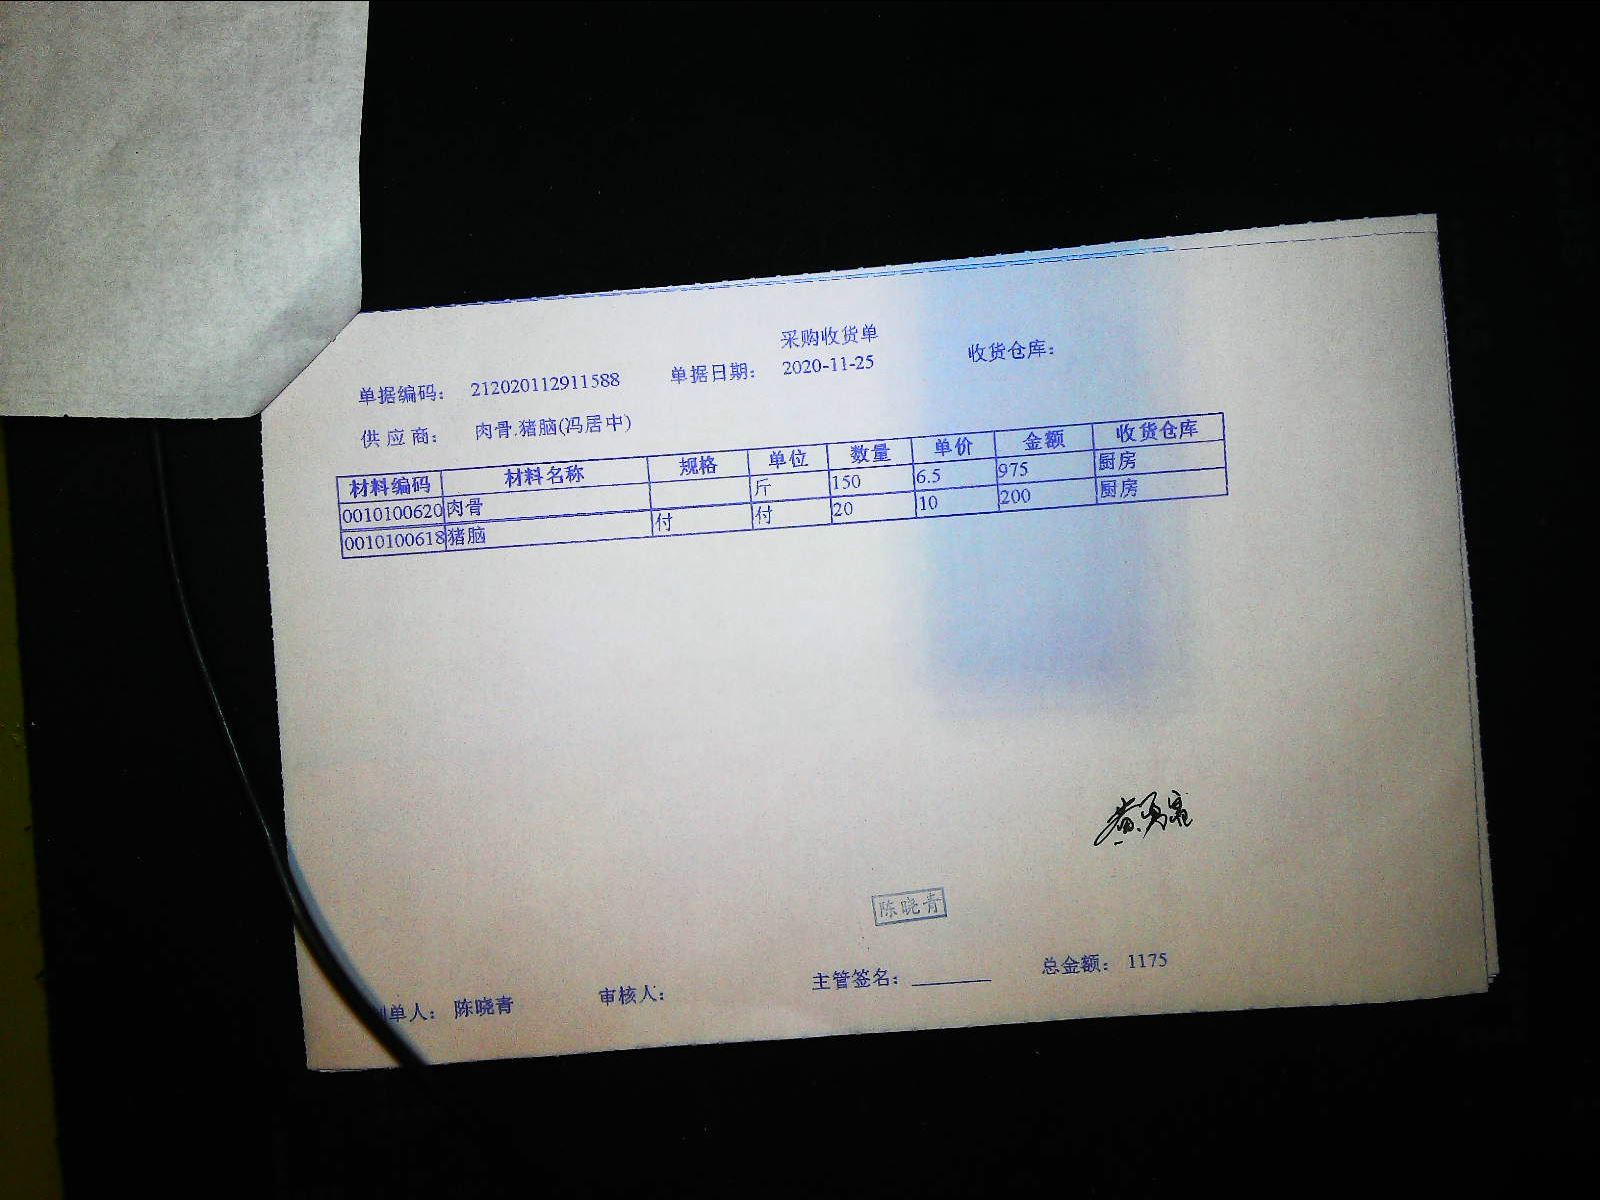 采购收货单
单据编码： 212020112911588 单据日期： 2020-11-25 收货仓库：
供应商： 肉骨.猪脑(冯居中)
材料编码 材料名称 规格 单位 数量 单价 金额 收货仓库
0010100620 肉骨 斤 150 6.5 975 厨房
0010100618 猪脑 付 付 20 10 200 厨房
陈晓青
单人： 陈晓青 审核人： 主管签名： 总金额： 1175